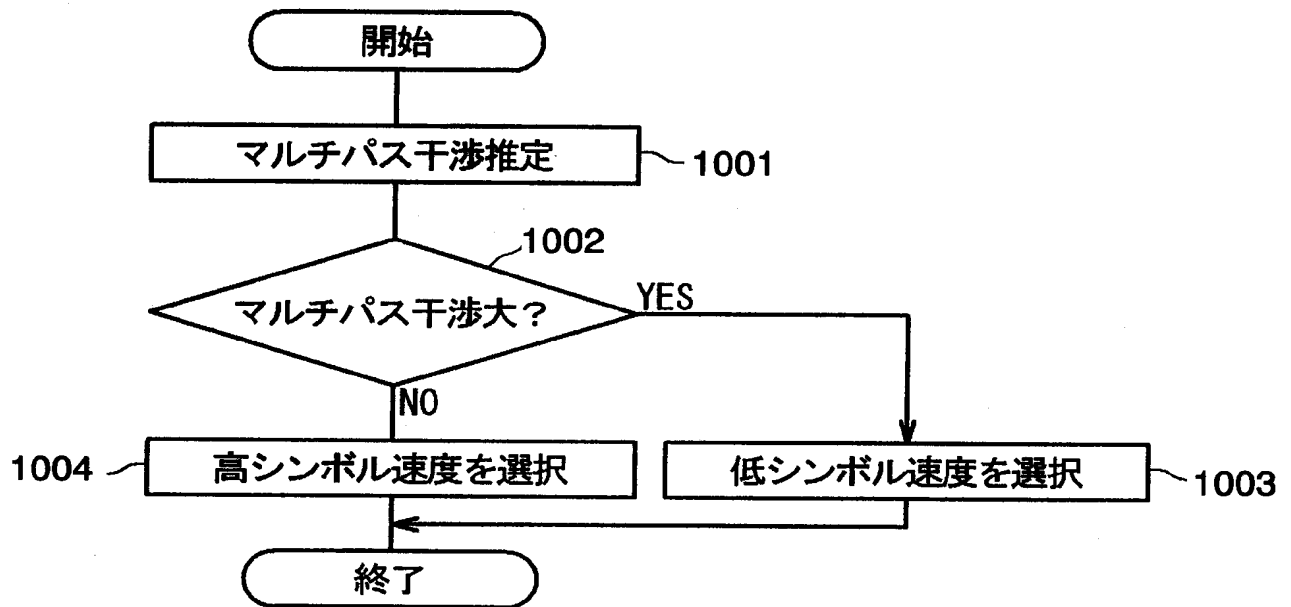 開始
マルチパス干渉推定
1001
1002
マルチパス干渉大?
YES
NO
1004
高シンボル速度を選択
低シンボル速度を選択
1003
終了